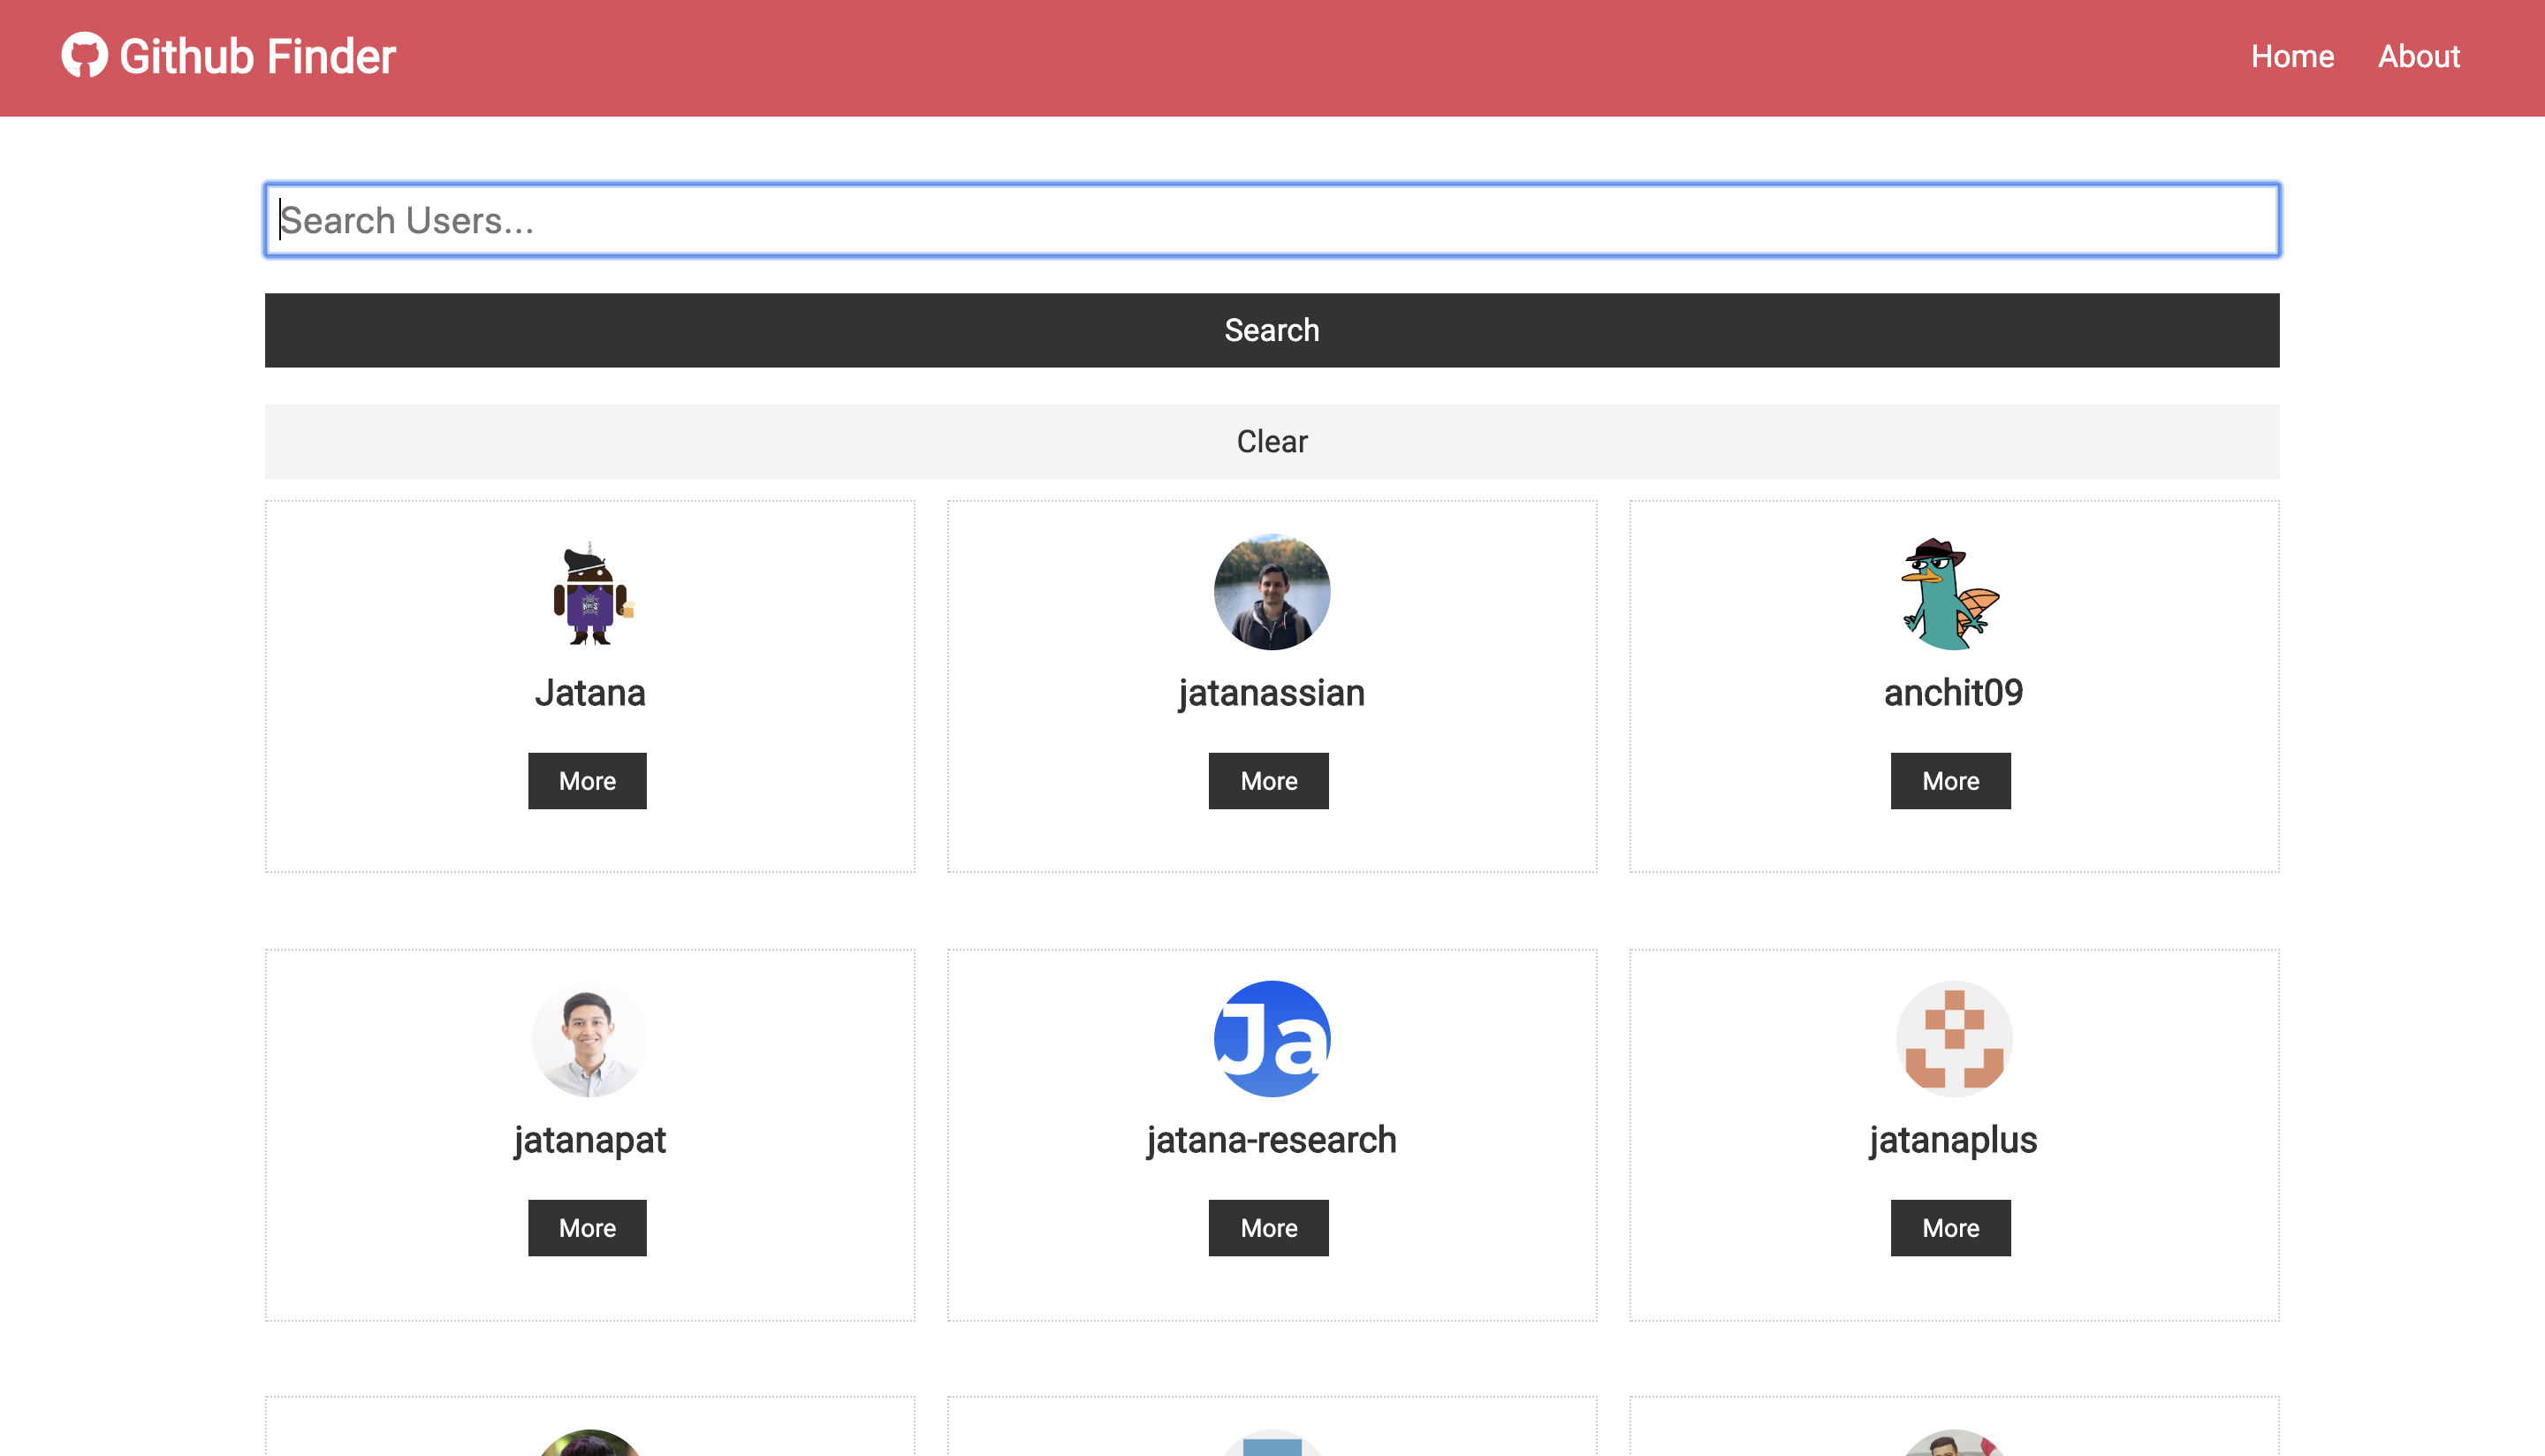 Github Finder
Home
About
Search Users...
Search
Clear
Jatana
jatanassian
anchit09
More
More
More
jatanapat
Ja
jatana-research
jatanaplus
More
More
More